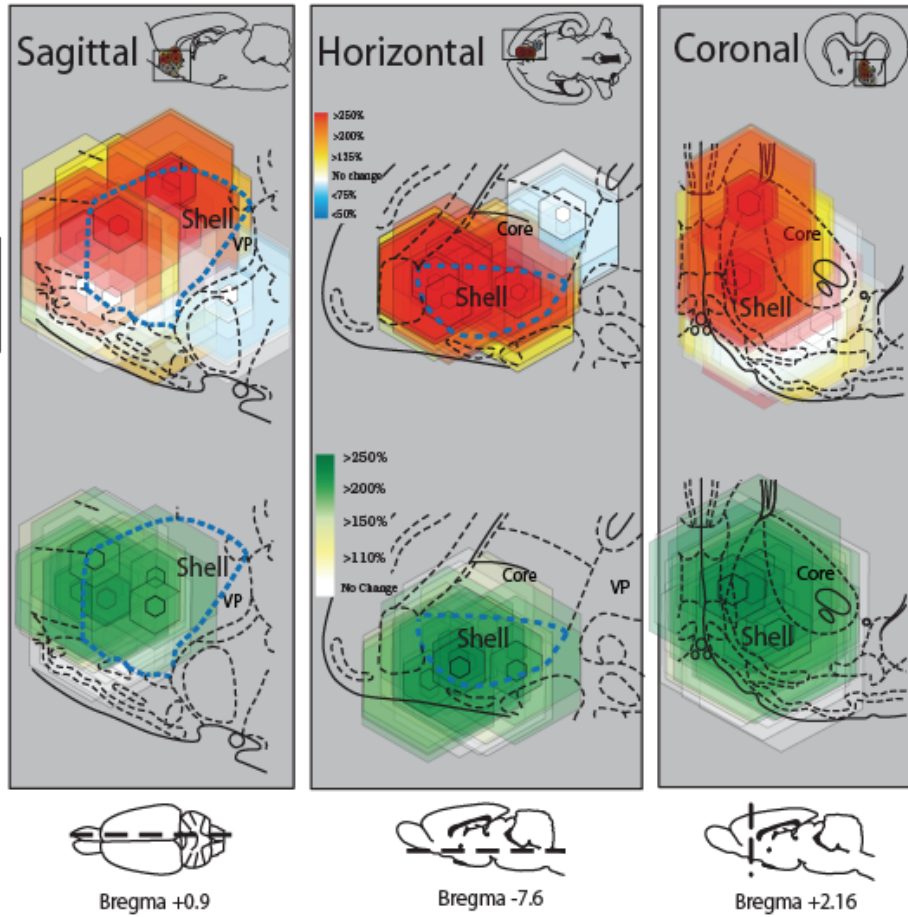 Sagittal
Horizontal
Coronal
>250%
>200%
>135%
No change
<75%
<50%
Shell
VP
Core
Shell
Core
Shell
>250%
>200%
>150%
>110%
No Change
Shell
VP
Core
VP
Shell
Core
Shell
Bregma +0.9
Bregma -7.6
Bregma +2.16